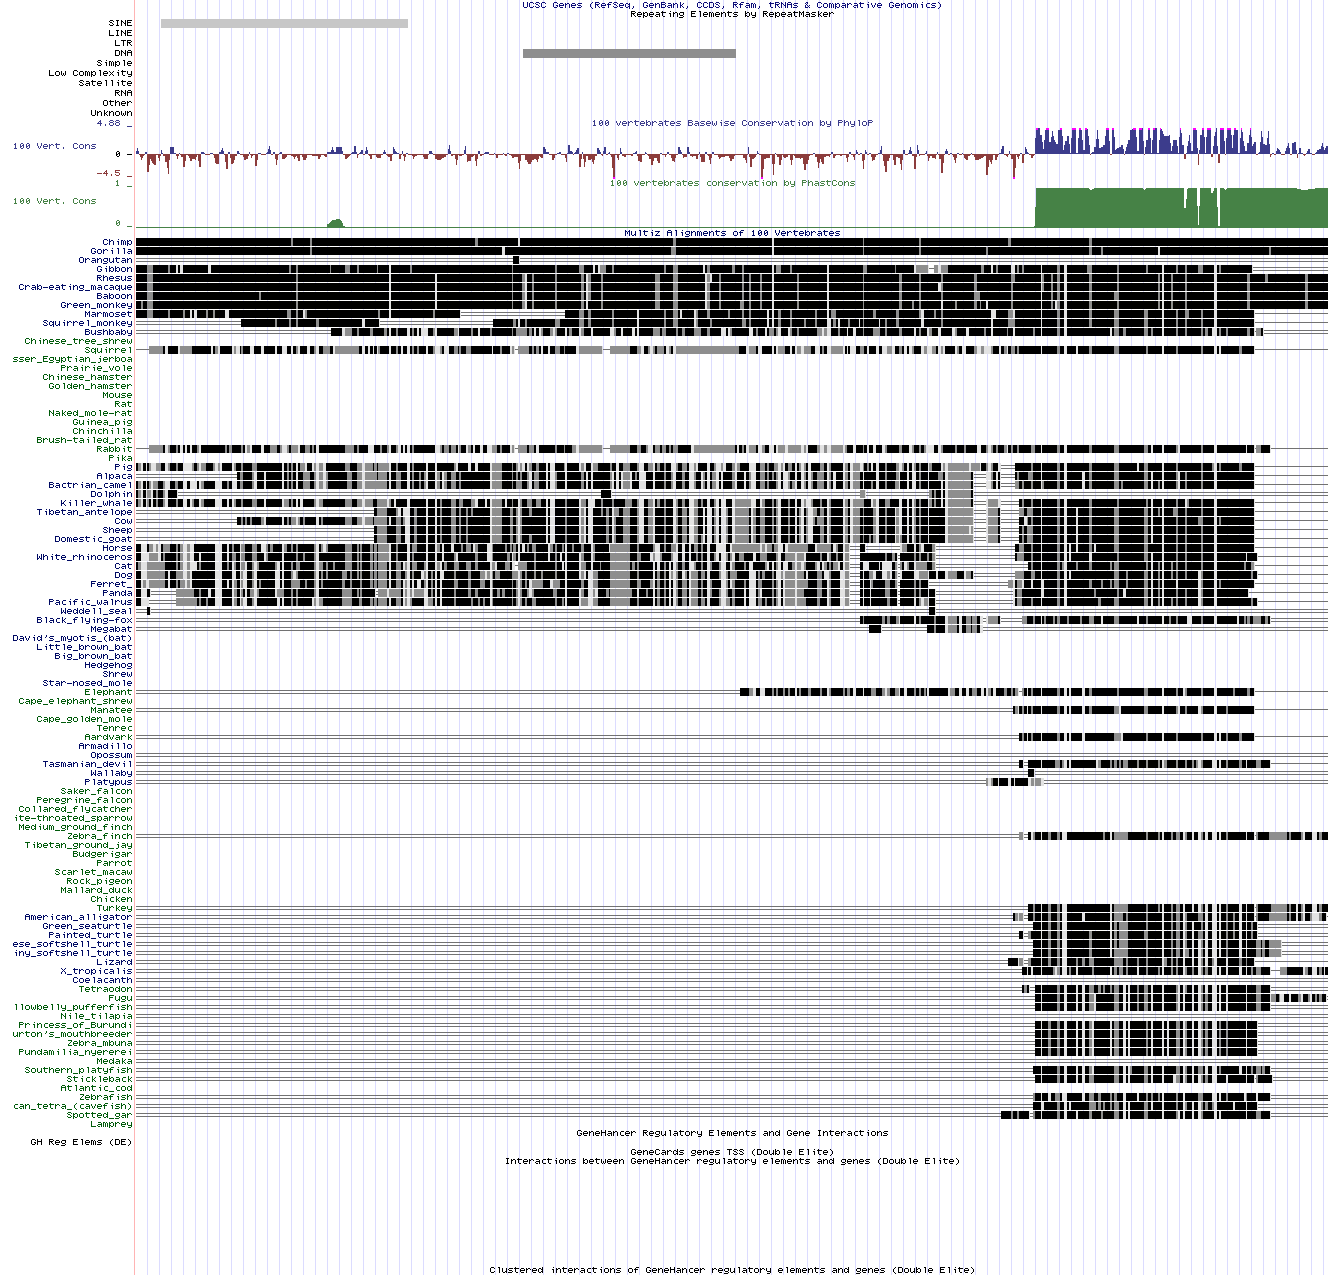 UCSC Genes (RefSeq, GenBank, CCDS, Rfam, tRNAs & Comparative Genomics)
Repeating Elements by RepeatMasker
SINE
LINE
LTR
DNA
Simple
Low Complexity
Satellite
RNA
Other
Unknown
4.88 _
100 vertebrates Basewise Conservation by PhyloP
100 Vert. Cons
0 _
-4.5 _
100 vertebrates conservation by PhastCons
1 _
100 Vert. Cons
0 _
Multiz Alignments of 100 Vertebrates
Chimp
Gorilla
Orangutan
Gibbon
Rhesus
Crab-eating_macaque
Baboon
Green_monkey
Marmoset
Squirrel_monkey
Bushbaby
Chinese_tree_shrew
Squirrel
sser_Egyptian_jerboa
Prairie_vole
Chinese_hamster
Golden_hamster
Mouse
Rat
Naked_mole-rat
Guinea_pig
Chinchilla
Brush-tailed_rat
Rabbit
Pika
Pig
Alpaca
Bactrian_camel
Dolphin
Killer_whale
Tibetan_antelope
Cow
Sheep
Domestic_goat
Horse
White_rhinoceros
Cat
Dog
Ferret_
Panda
Pacific_walrus
Weddell_seal
Black_flying-fox
Megabat
David's_myotis_(bat)
Little_brown_bat
Big_brown_bat
Hedgehog
Shrew
Star-nosed_mole
Elephant
Cape_elephant_shrew
Manatee
Cape_golden_mole
Tenrec
Aardvark
Armadillo
Opossum
Tasmanian_devil
Wallaby
Platypus
Saker_falcon
Peregrine_falcon
Collared_flycatcher
ite-throated_sparrow
Medium_ground_finch
Zebra_finch
Tibetan_ground_jay
Budgerigar
Parrot
Scarlet_macaw
Rock_pigeon
Mallard_duck
Chicken
Turkey
American_alligator
Green_seaturtle
Painted_turtle
ese_softshell_turtle
iny_softshell_turtle
Lizard
X_tropicalis
Coelacanth
Tetraodon
Fugu
llowbelly_pufferfish
Nile_tilapia
Princess_of_Burundi
urton's_mouthbreeder
Zebra_mbuna
Pundamilia_nyererei
Medaka
Southern_platyfish
Stickleback
Atlantic_cod
Zebrafish
can_tetra_(cavefish)
Spotted_gar
Lamprey
GeneHancer Regulatory Elements and Gene Interactions
GH Reg Elems (DE)
GeneCards genes TSS (Double Elite)
Interactions between GeneHancer regulatory elements and genes (Double Elite)
Clustered interactions of GeneHancer regulatory elements and genes (Double Elite)